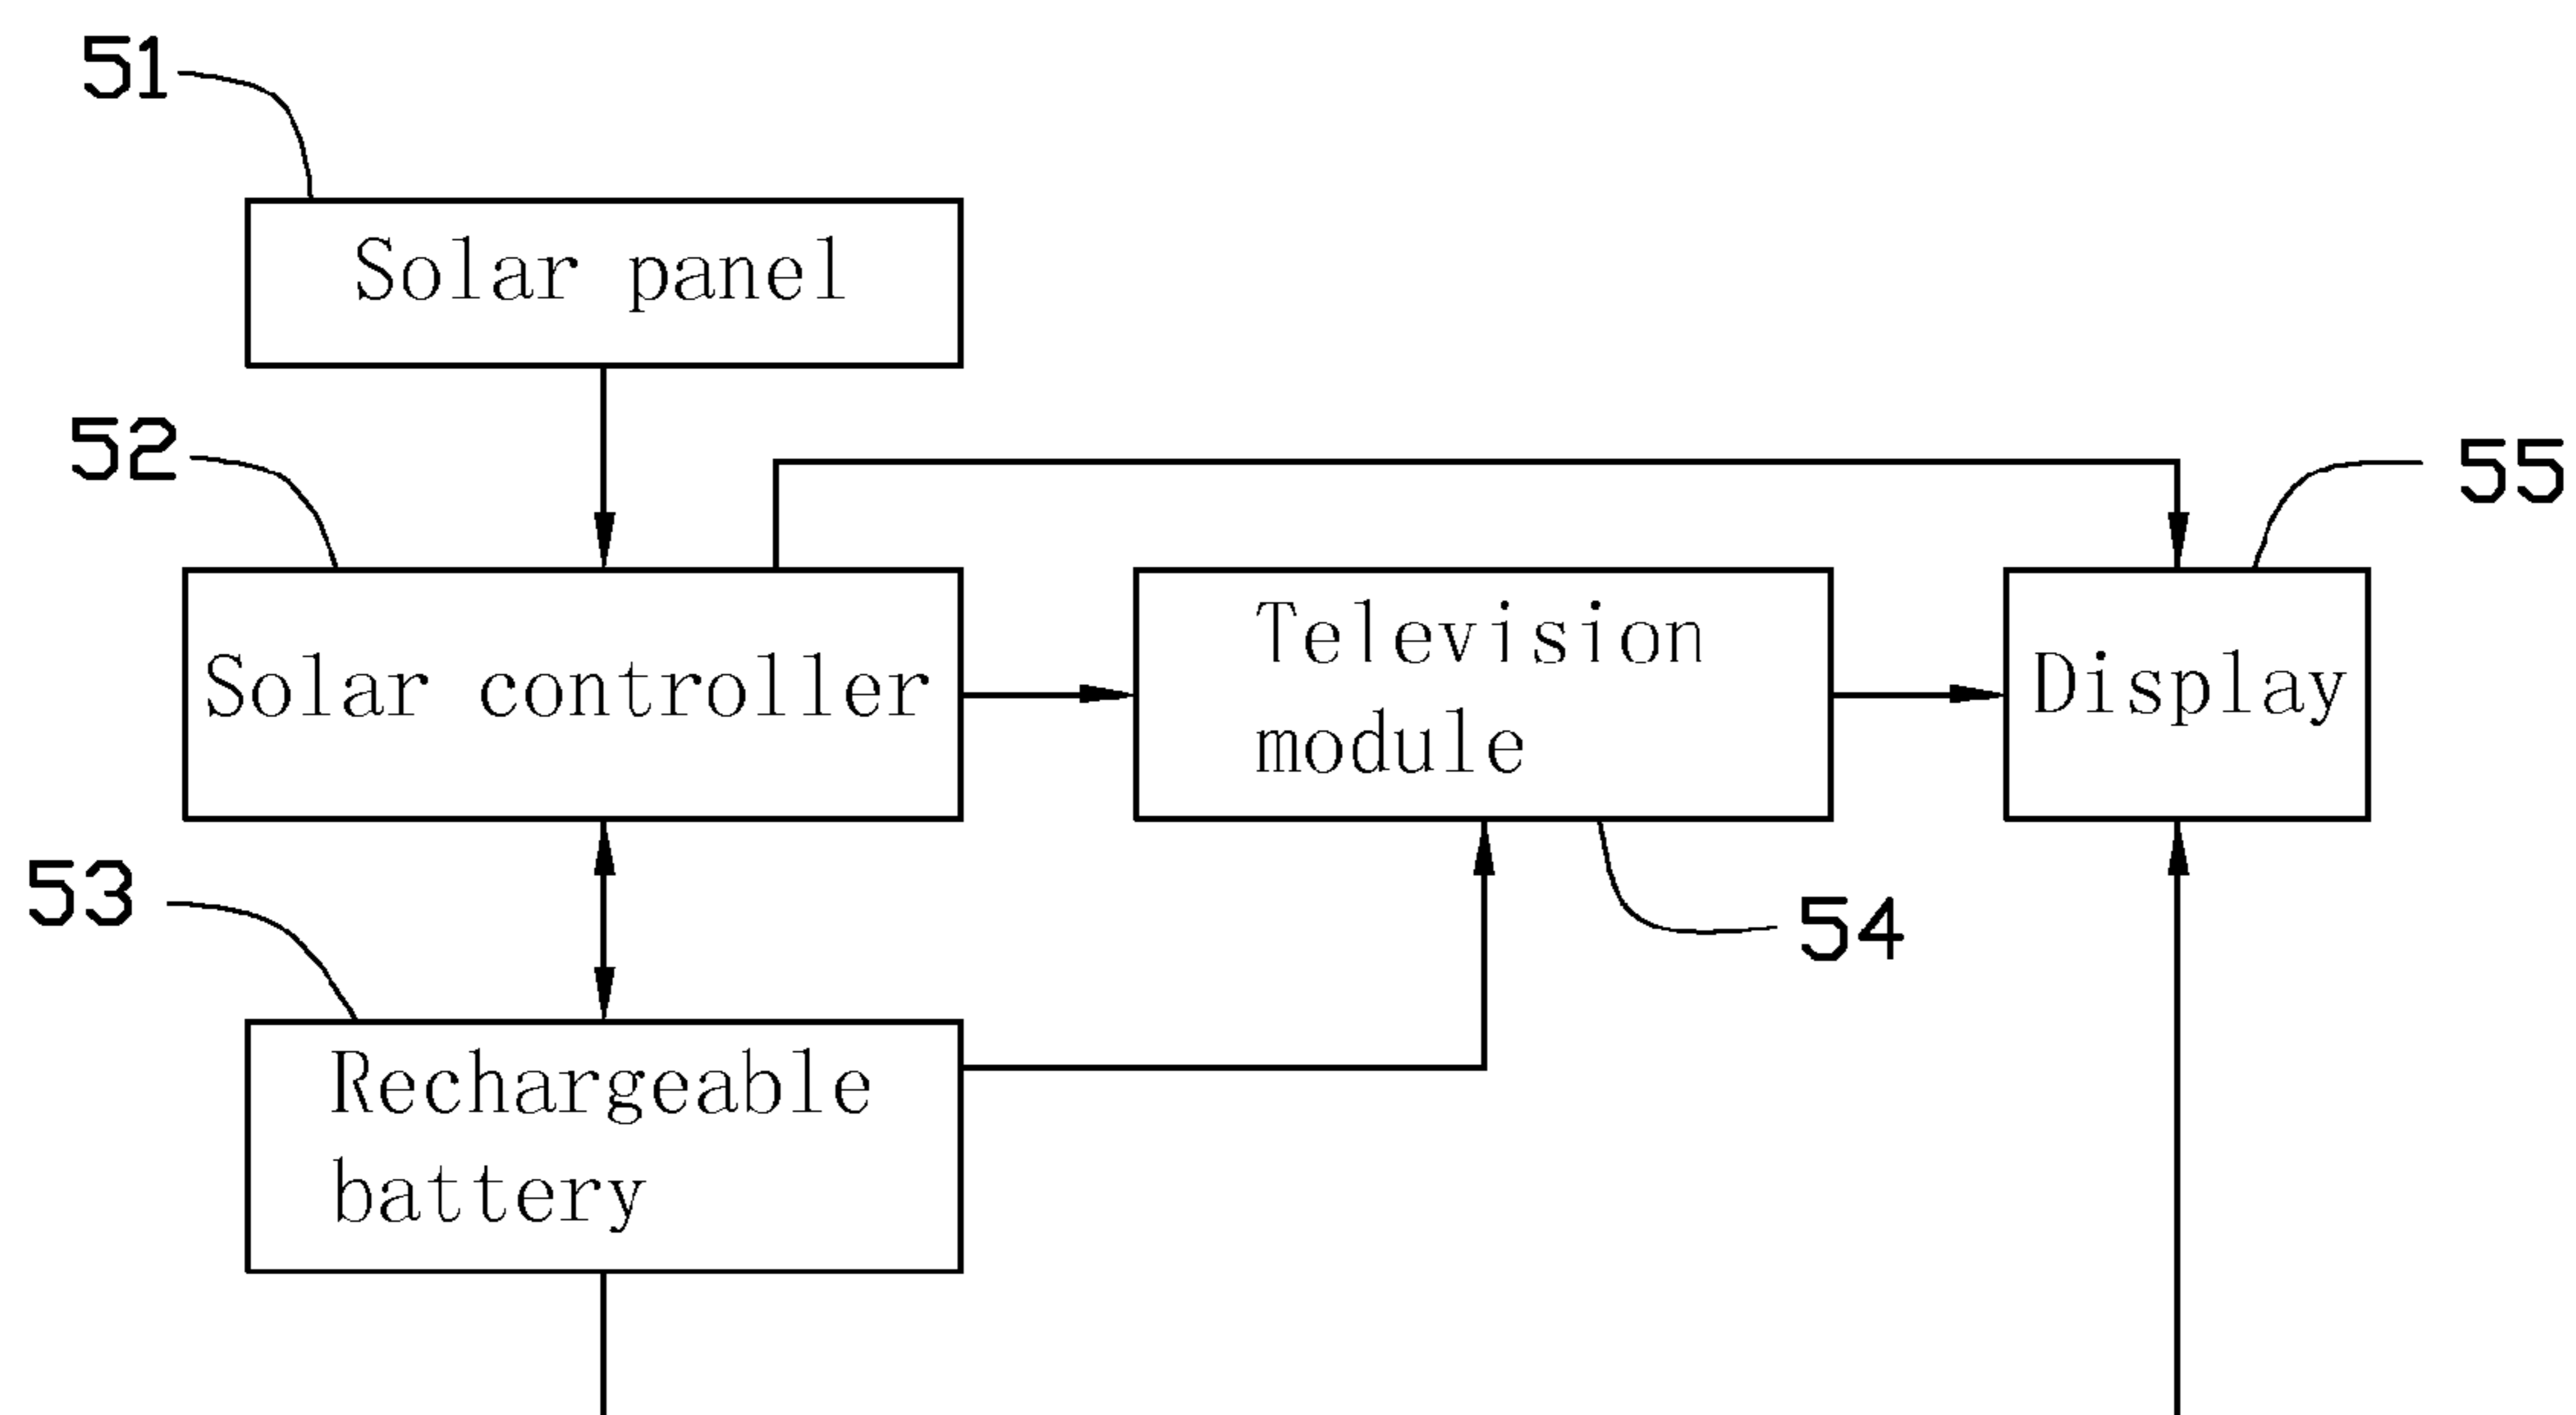 51
Solar panel
52
55
Solar controller
Television
module
Display
53
54
Rechargeable
battery